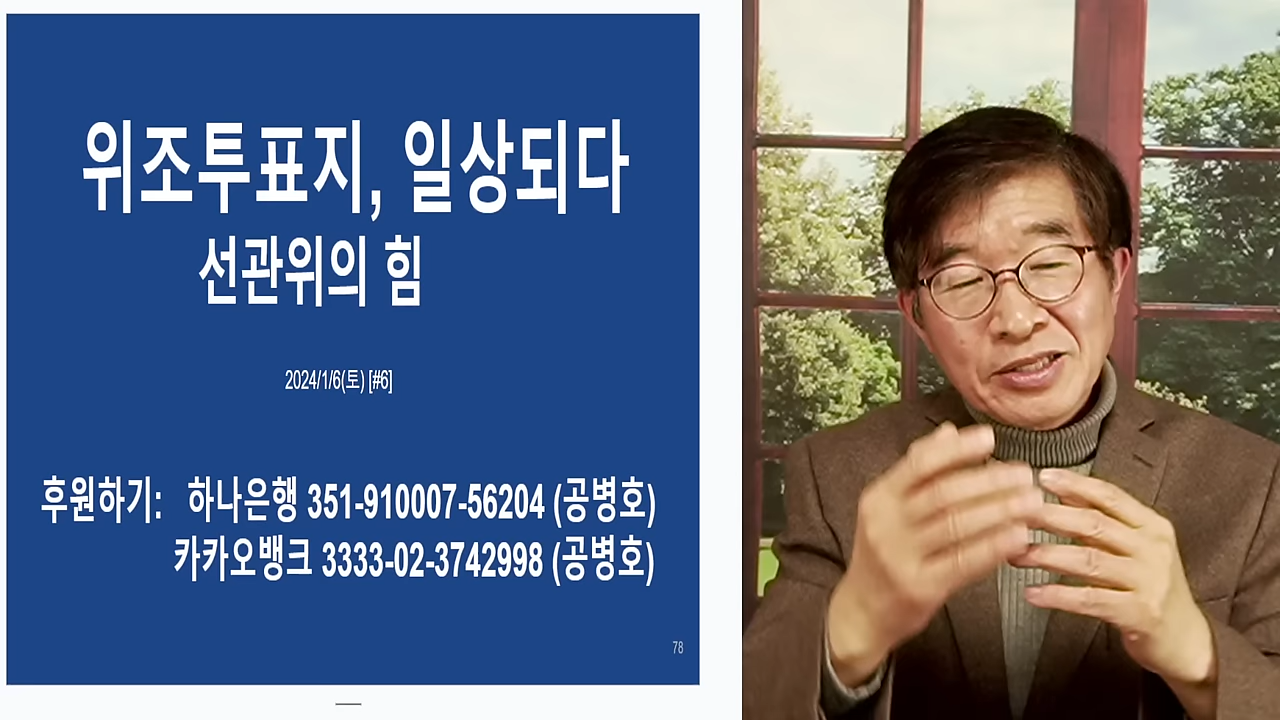 위조투표지, 일상되다
선관위의 힘
2024/1/6(토) [#6]
후원하기: 하나은행 351-910007-56204 (공병호)
카카오뱅크 3333-02-3742998 (공병호)
78